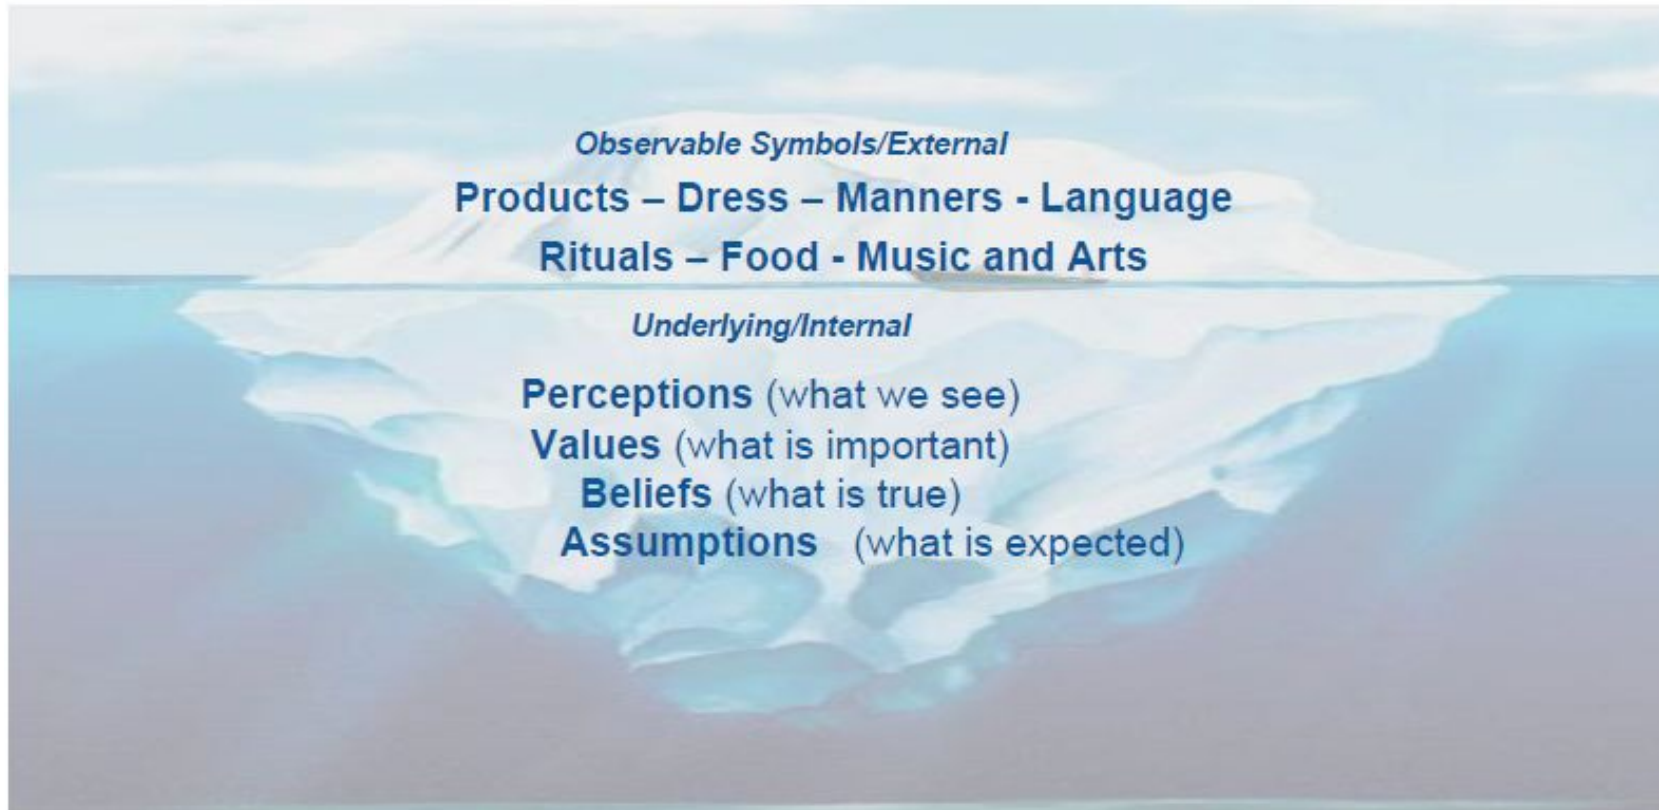 Observable Symbols/External
Products – Dress – Manners - Language
Rituals – Food - Music and Arts
Underlying/Internal
Perceptions (what we see)
Values (what is important)
Beliefs (what is true)
Assumptions (what is expected)